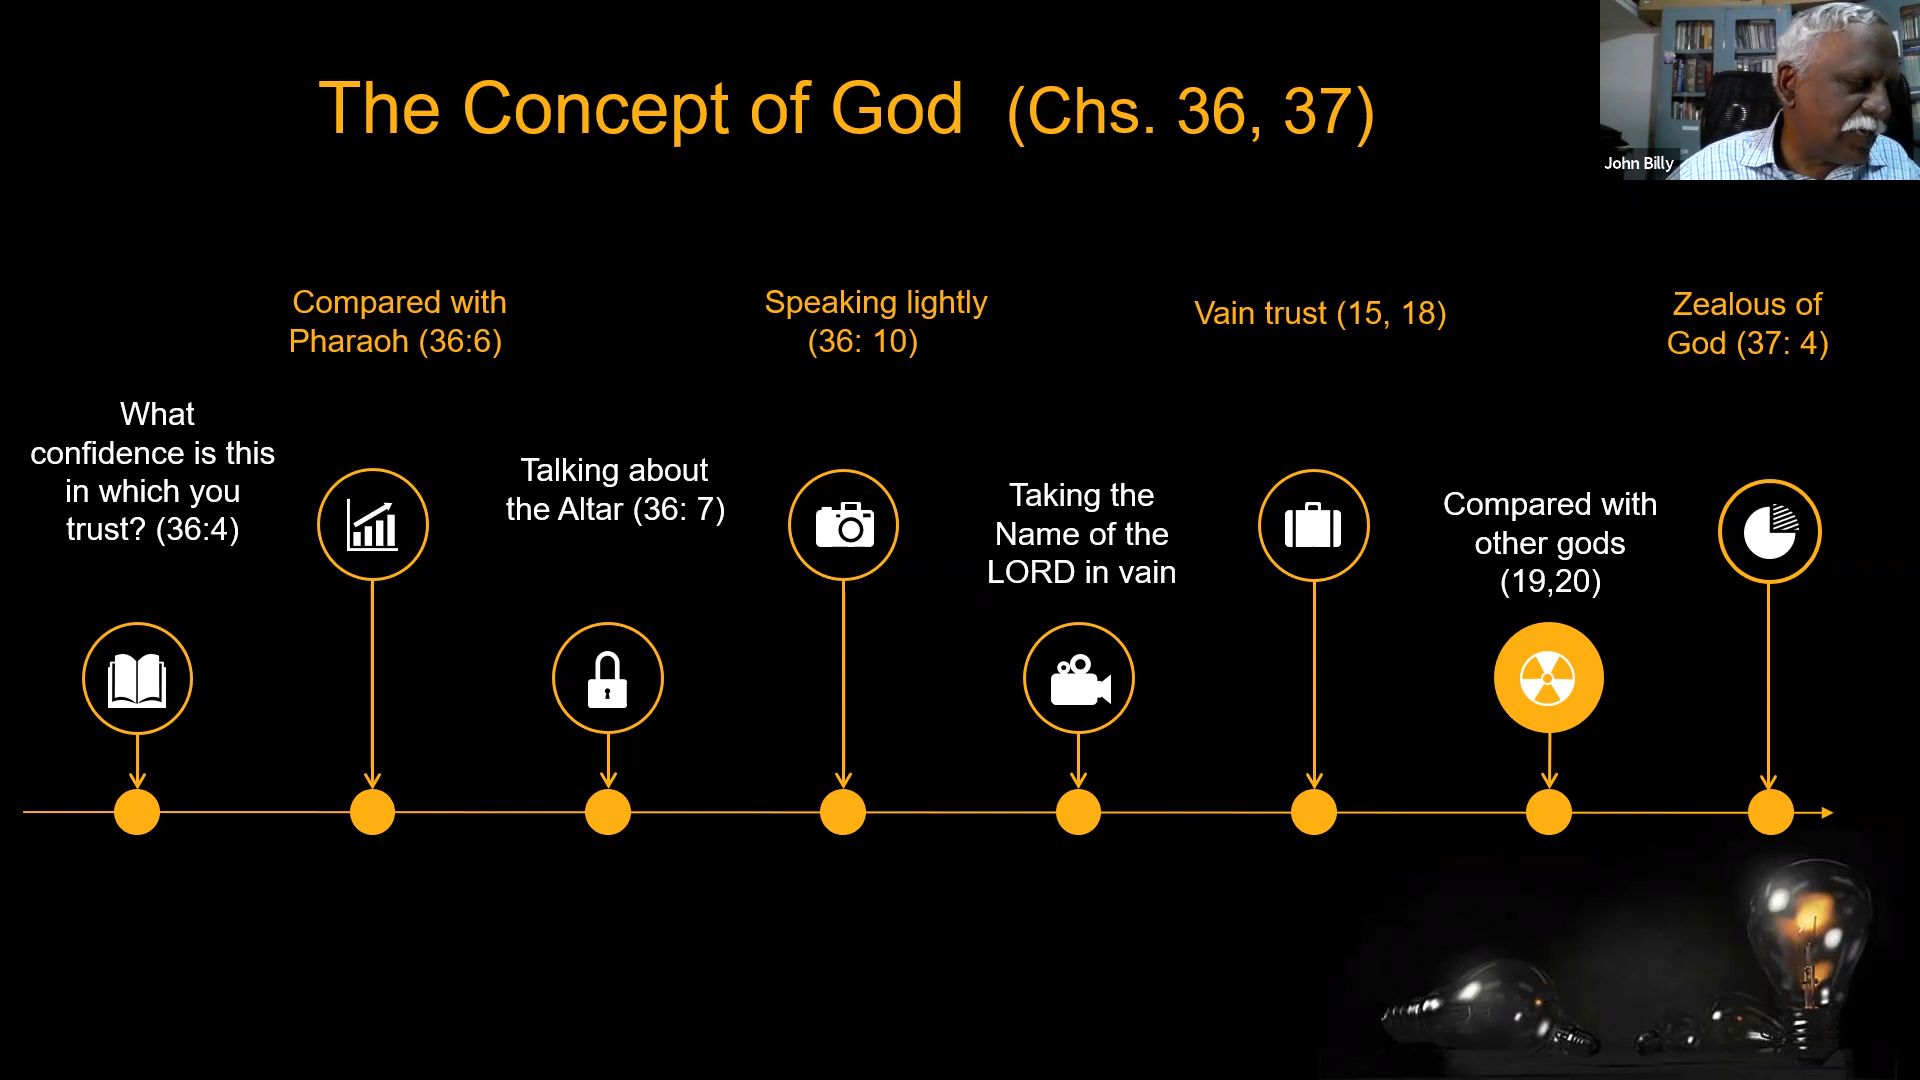 The Concept of God (Chs. 36, 37)
John Billy
What
confidence is this
in which you
trust? (36:4)
Compared with
Pharaoh (36:6)
Talking about
the Altar (36: 7)
Speaking lightly
(36: 10)
Taking the
Name of the
LORD in vain
Vain trust (15, 18)
Compared with
other gods
(19,20)
Zealous of
God (37: 4)